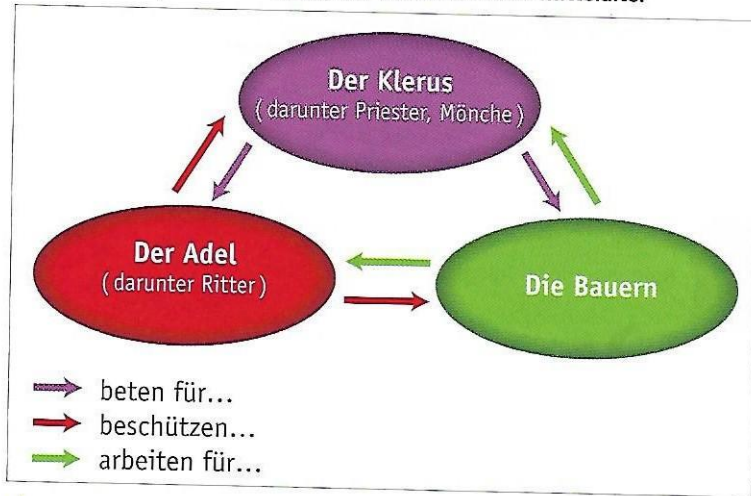 Der Klerus
(darunter Priester, Mönche)
Der Adel
(darunter Ritter)
Die Bauern
beten für...
beschützen...
arbeiten für...